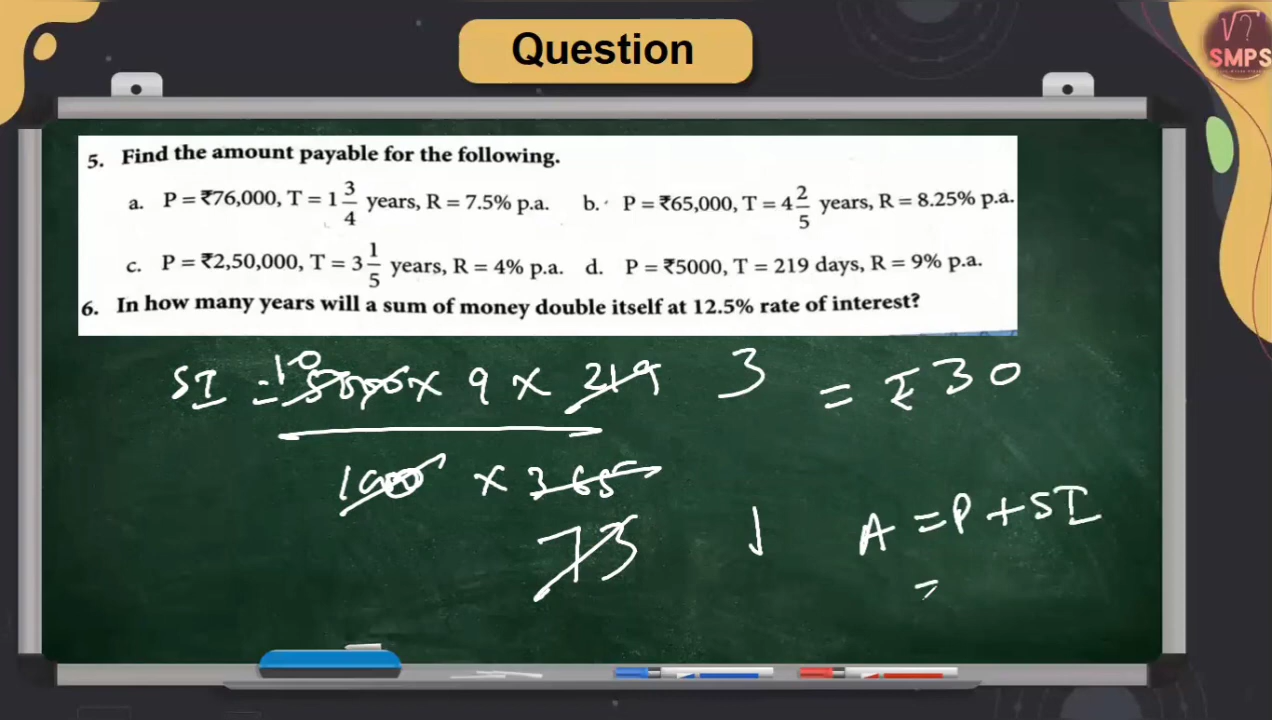 Question
√?
SMPS
5. Find the amount payable for the following.
a. P = ₹76,000, T = 1 3/4 years, R = 7.5% p.a. b. P = ₹65,000, T = 4 2/5 years, R = 8.25% p.a.
c. P = ₹2,50,000, T = 3 1/5 years, R = 4% p.a. d. P = ₹5000, T = 219 days, R = 9% p.a.
6. In how many years will a sum of money double itself at 12.5% rate of interest?
SI = 10 5000 × 9 × 219 3 = ₹30
100 × 365
73
A = P + SI
=